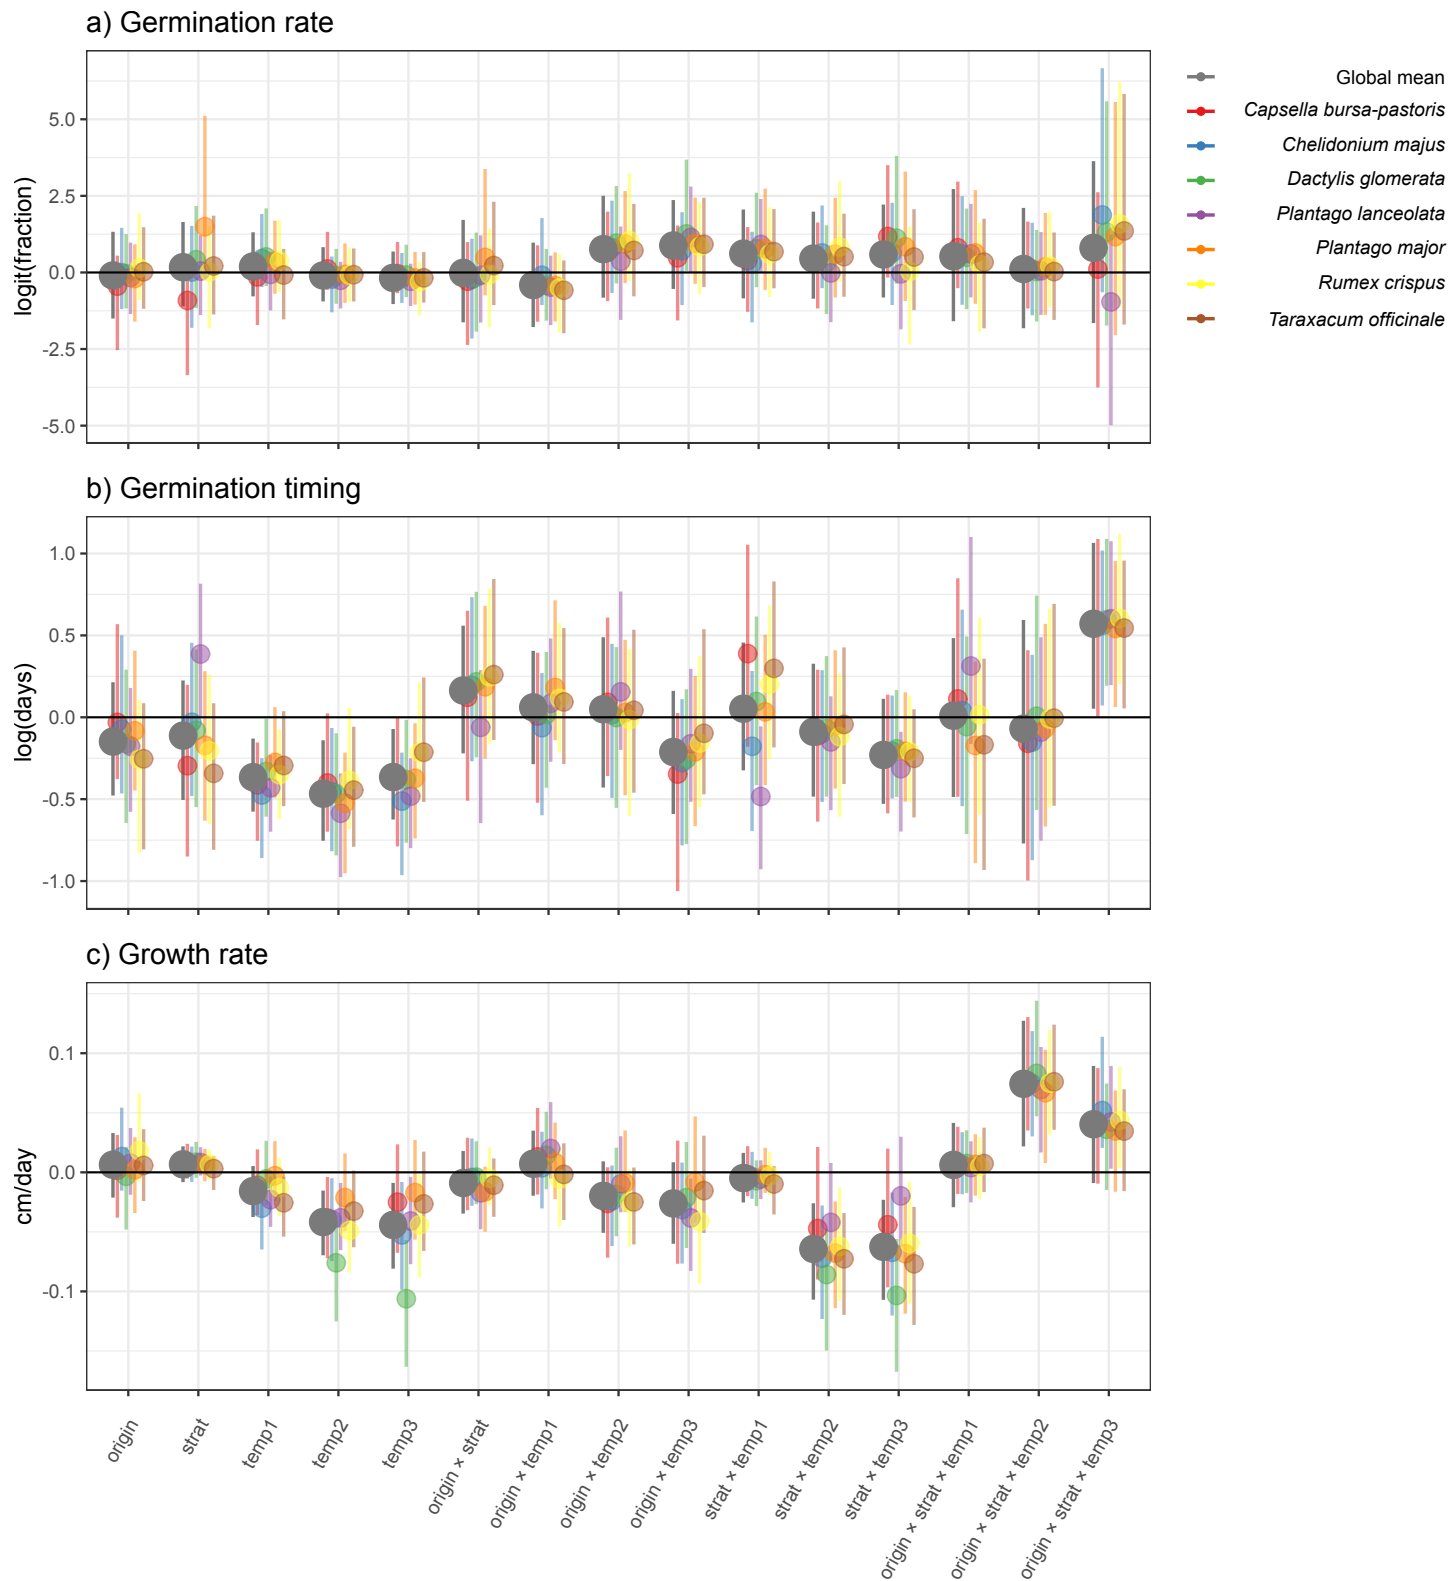 a) Germination rate
logit(fraction)
5.0
2.5
0.0
-2.5
-5.0
Global mean
Capsella bursa-pastoris
Chelidonium majus
Dactylis glomerata
Plantago lanceolata
Plantago major
Rumex crispus
Taraxacum officinale
b) Germination timing
log(days)
1.0
0.5
0.0
-0.5
-1.0
c) Growth rate
cm/day
0.1
0.0
-0.1
origin
strat
temp1
temp2
temp3
origin × strat
origin × temp1
origin × temp2
origin × temp3
strat × temp1
strat × temp2
strat × temp3
origin × strat × temp1
origin × strat × temp2
origin × strat × temp3